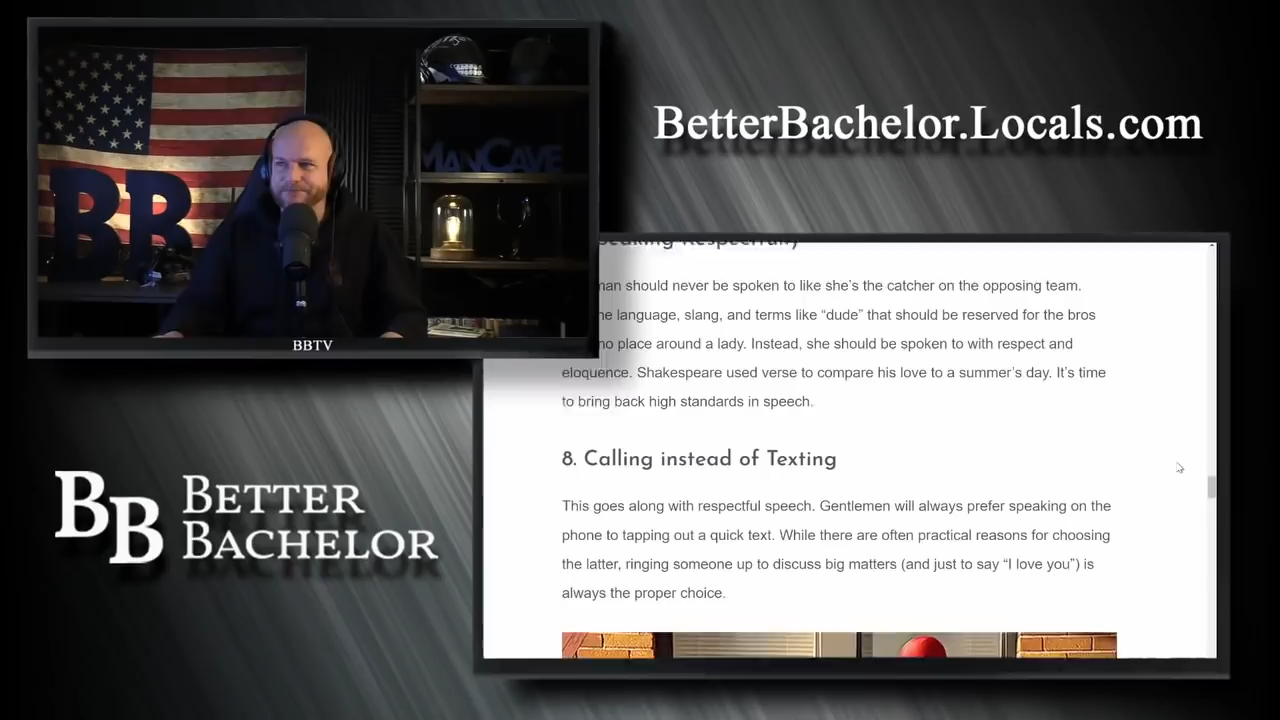 BetterBachelor.Locals.com
BB
MANCAVE
BBTV
Speaking Respectfully
man should never be spoken to like she's the catcher on the opposing team.
language, slang, and terms like “dude” that should be reserved for the bros
no place around a lady. Instead, she should be spoken to with respect and
eloquence. Shakespeare used verse to compare his love to a summer's day. It's time
to bring back high standards in speech.
8. Calling instead of Texting
This goes along with respectful speech. Gentlemen will always prefer speaking on the
phone to tapping out a quick text. While there are often practical reasons for choosing
the latter, ringing someone up to discuss big matters (and just to say “I love you”) is
always the proper choice.
BB
BETTER
BACHELOR